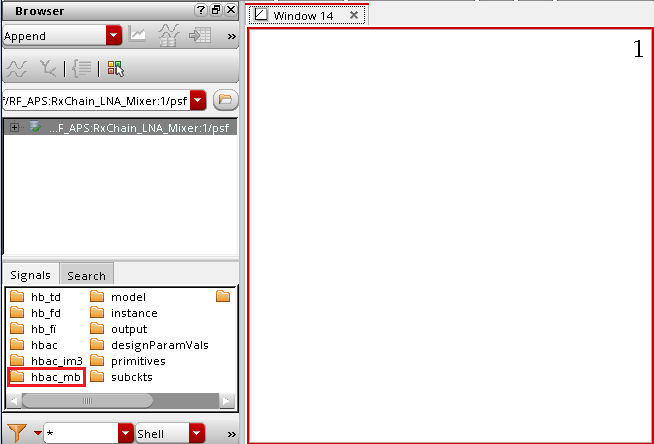 Browser
Window 14
1
Append
»
f/RF_APS:RxChain_LNA_Mixer:1/psf
...F_APS:RxChain_LNA_Mixer:1/psf
Signals
Search
hb_td
model
hb_fd
instance
hb_fi
output
hbac
designParamVals
hbac_im3
primitives
hbac_mb
subckts
*
Shell
»